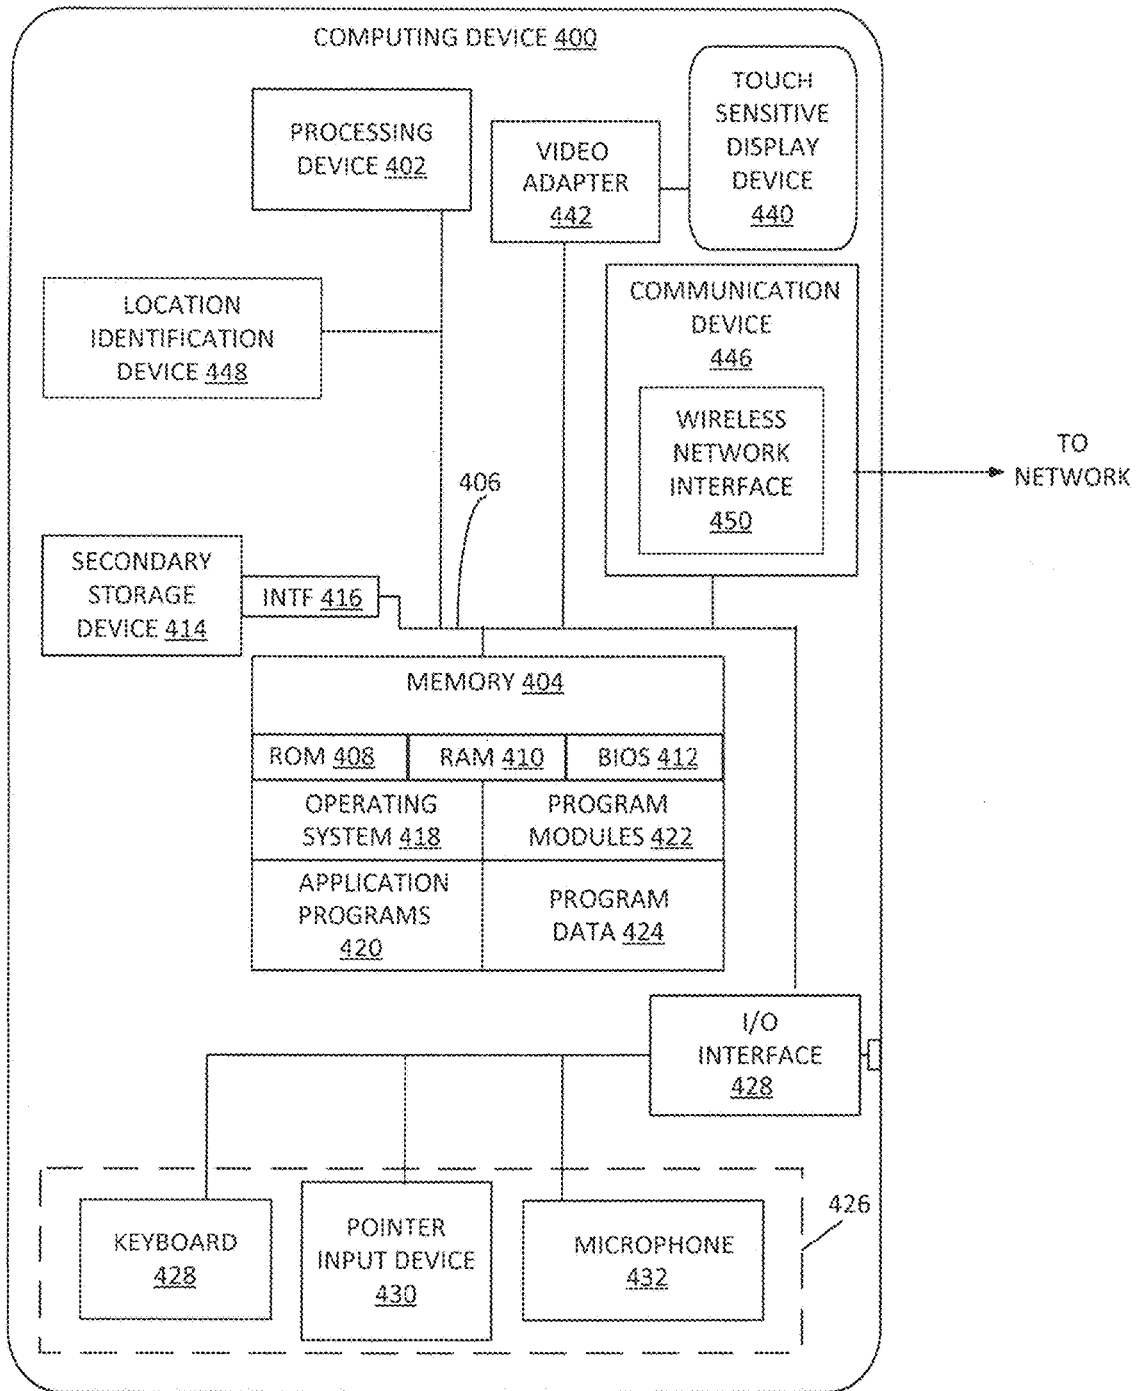 COMPUTING DEVICE 400
PROCESSING
DEVICE 402
VIDEO
ADAPTER
442
TOUCH
SENSITIVE
DISPLAY
DEVICE
440
LOCATION
IDENTIFICATION
DEVICE 448
COMMUNICATION
DEVICE
446
WIRELESS
NETWORK
INTERFACE
450
TO
NETWORK
406
SECONDARY
STORAGE
DEVICE 414
INTF 416
MEMORY 404
ROM 408
RAM 410
BIOS 412
OPERATING
SYSTEM 418
PROGRAM
MODULES 422
APPLICATION
PROGRAMS
420
PROGRAM
DATA 424
I/O
INTERFACE
428
KEYBOARD
428
POINTER
INPUT DEVICE
430
MICROPHONE
432
426